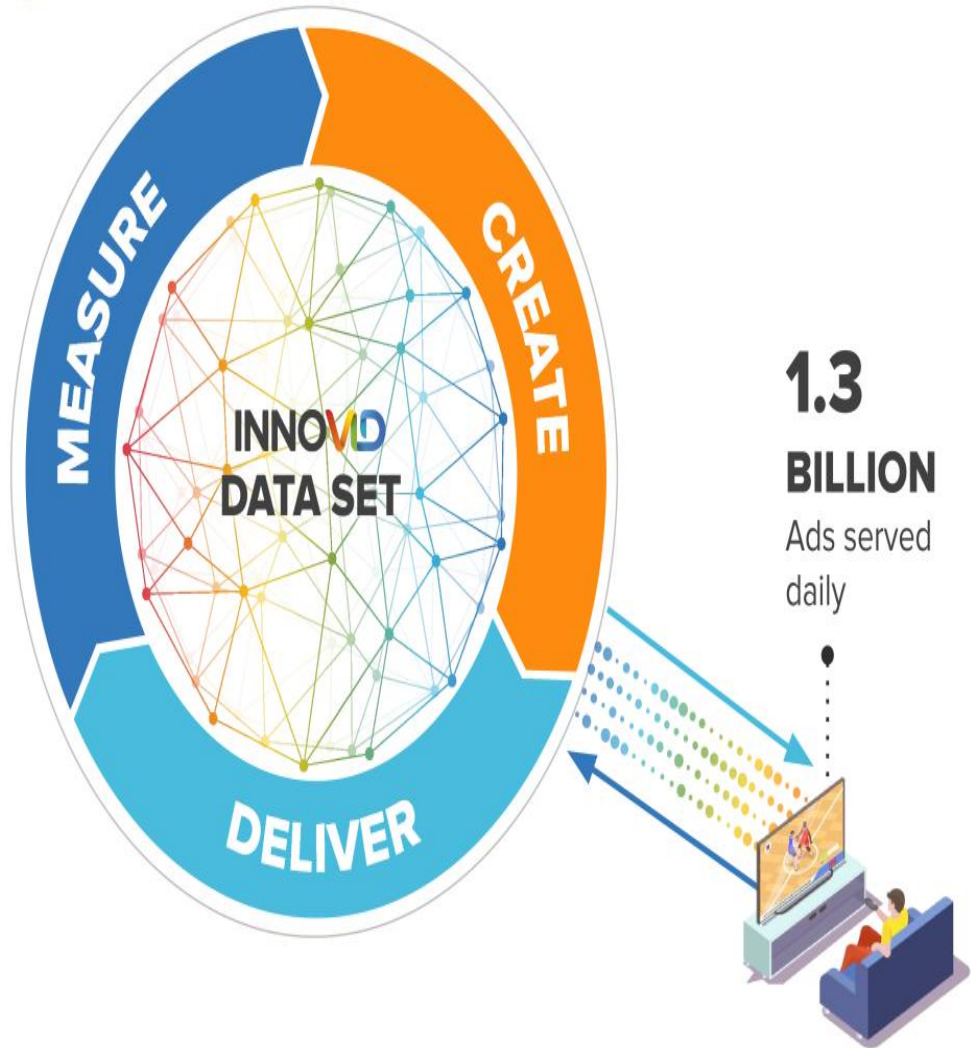 MEASURE
CREATE
INNOVID
DATA SET
DELIVER
1.3
BILLION
Ads served
daily